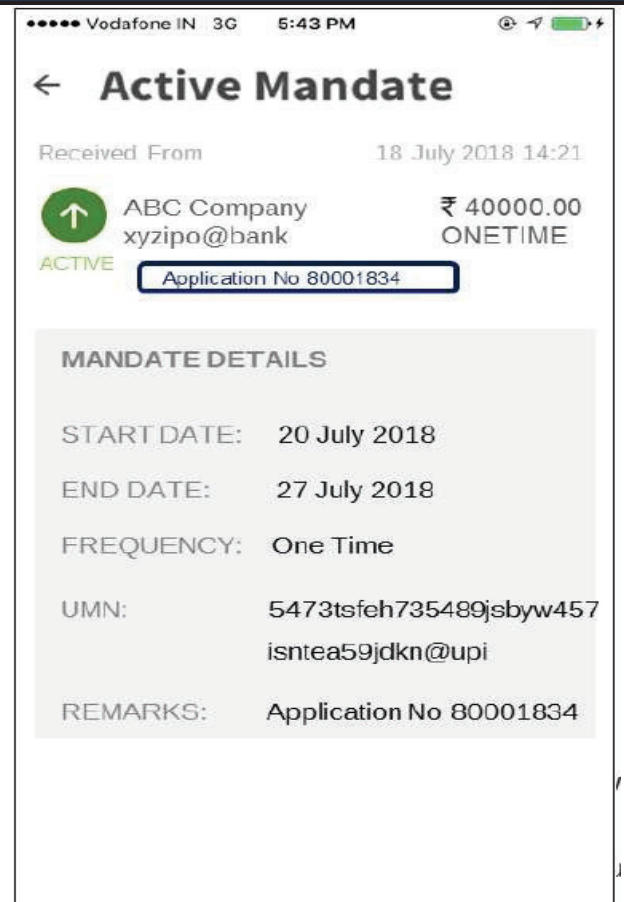 Vodafone IN 3G 5:43 PM
← Active Mandate
Received From 18 July 2018 14:21
ABC Company ₹ 40000.00
xyzipo@bank ONETIME
ACTIVE
Application No 80001834
MANDATE DETAILS
START DATE: 20 July 2018
END DATE: 27 July 2018
FREQUENCY: One Time
UMN: 5473tsfeh735489jsbyw457
isntea59jdkn@upi
REMARKS: Application No 80001834